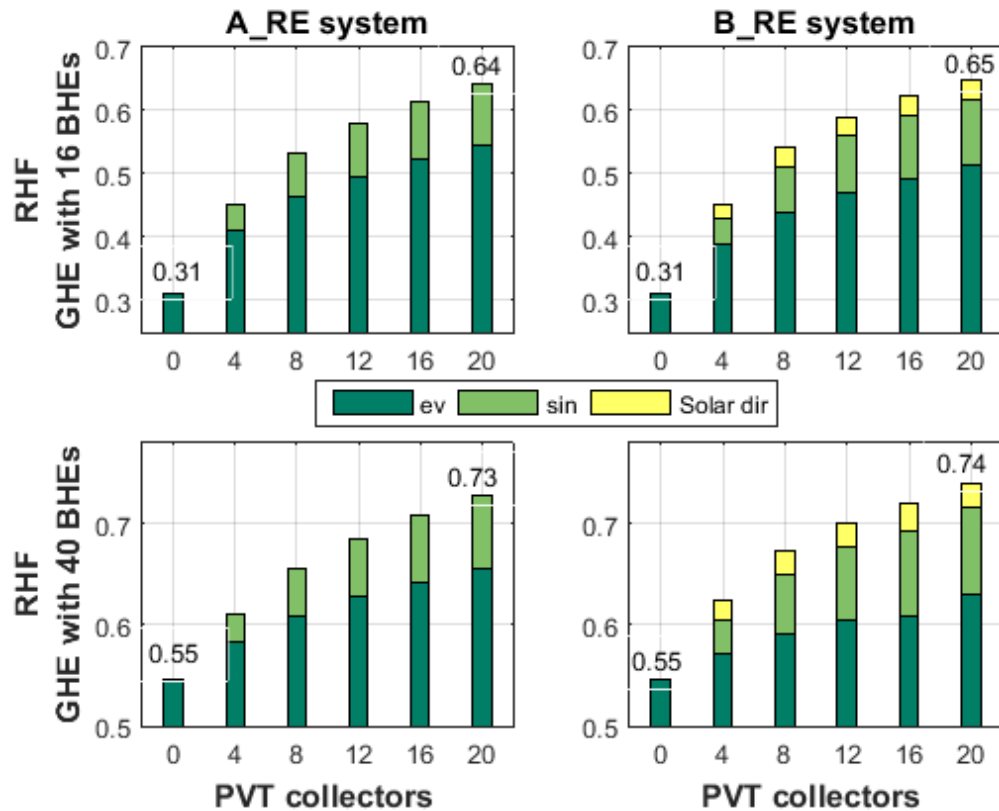 A_RE system
B_RE system
RHF
GHE with 16 BHEs
0.7
0.6
0.5
0.4
0.3
0.31
0.64
0 4 8 12 16 20
0.7
0.6
0.5
0.4
0.3
0.31
0.65
0 4 8 12 16 20
ev sin Solar dir
RHF
GHE with 40 BHEs
0.7
0.6
0.5
0.55
0.73
0 4 8 12 16 20
PVT collectors
0.7
0.6
0.5
0.55
0.74
0 4 8 12 16 20
PVT collectors